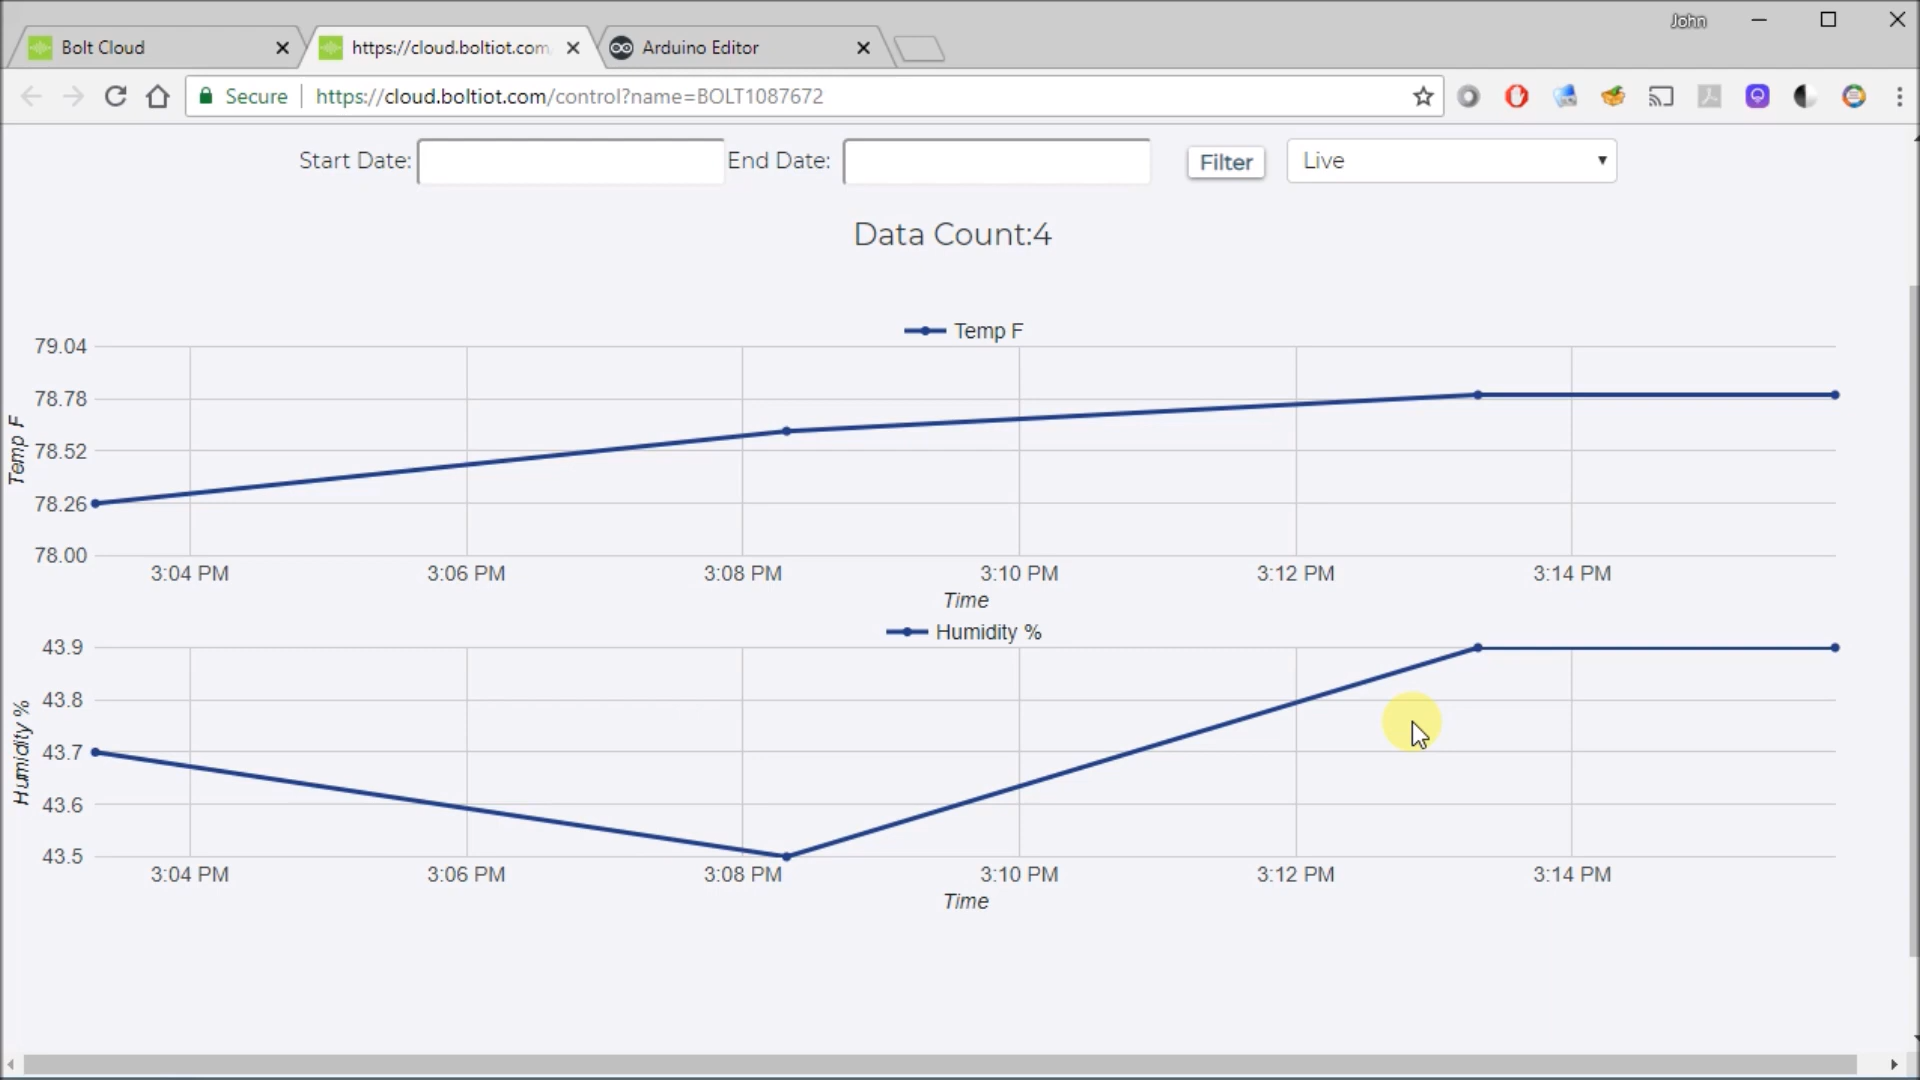 John
Bolt Cloud
https://cloud.boltiot.com
Arduino Editor
Secure
https://cloud.boltiot.com/control?name=BOLT1087672
Start Date:
End Date:
Filter
Live
Data Count:4
Temp F
79.04
78.78
78.52
78.26
78.00
Temp F
3:04 PM 3:06 PM 3:08 PM 3:10 PM 3:12 PM 3:14 PM
Time
Humidity %
43.9
43.8
43.7
43.6
43.5
Humidity %
3:04 PM 3:06 PM 3:08 PM 3:10 PM 3:12 PM 3:14 PM
Time